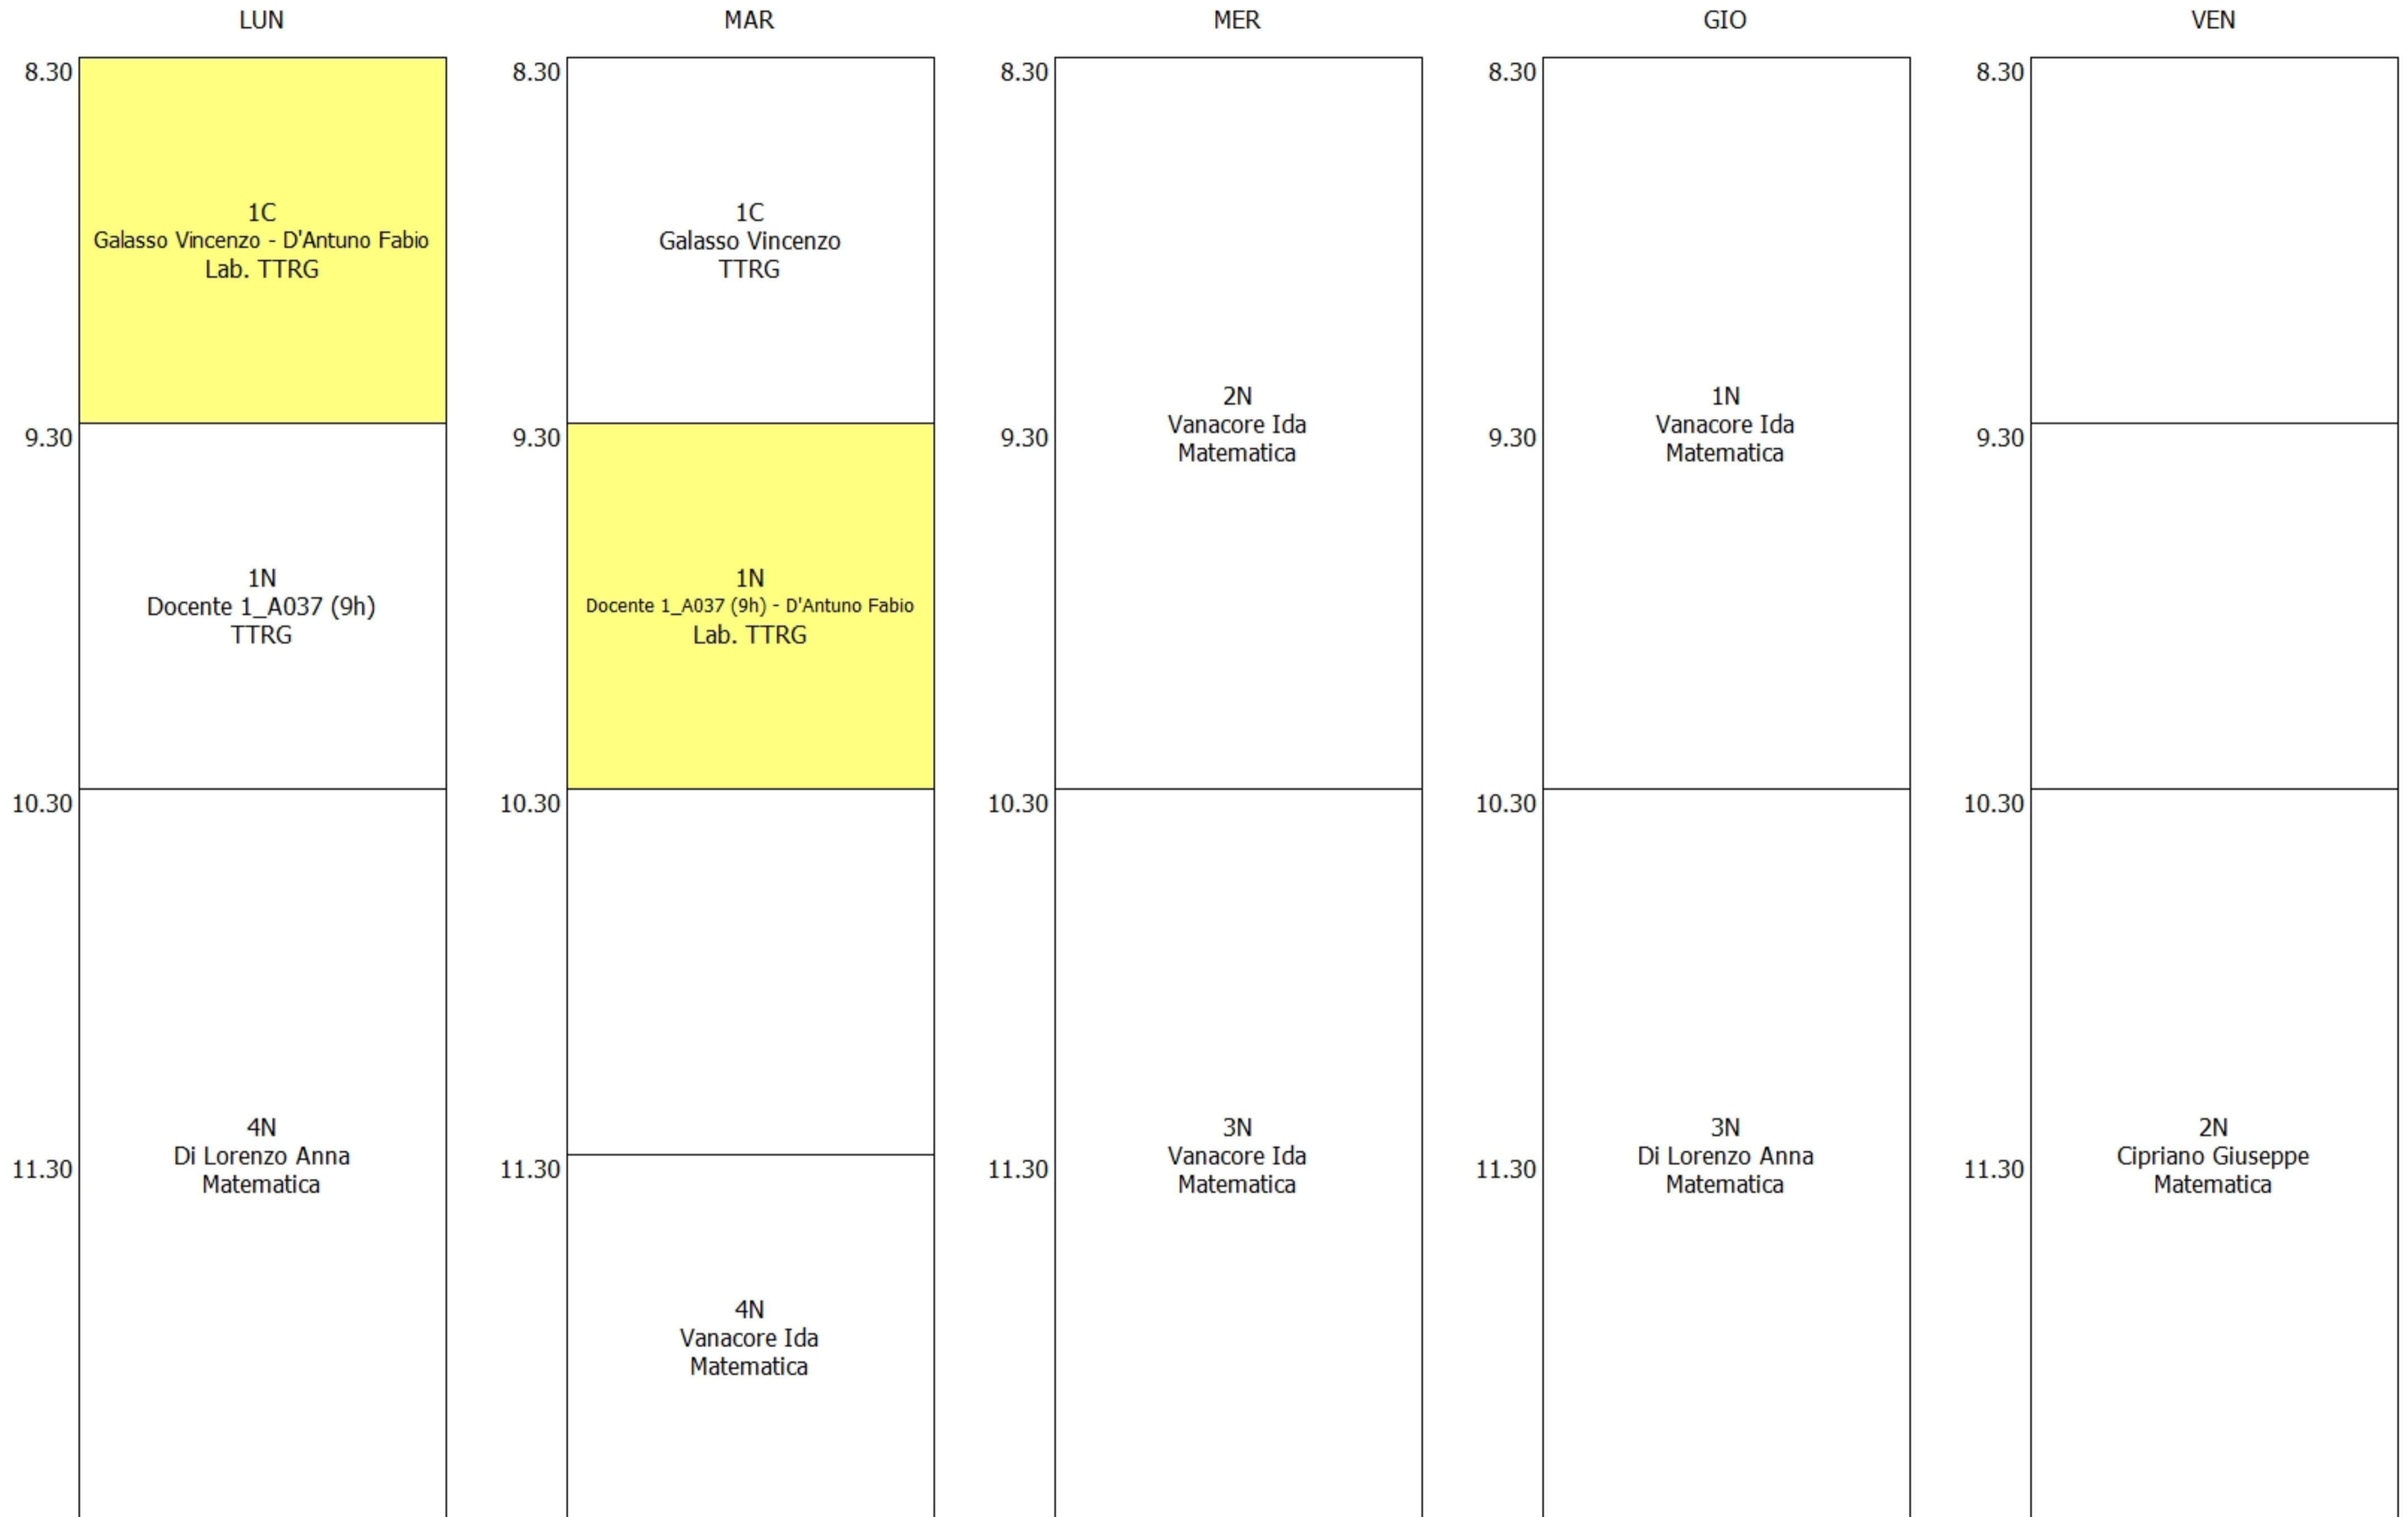 LUN
MAR
MER
GIO
VEN
8.30
1C
Galasso Vincenzo - D'Antuno Fabio
Lab. TTRG
9.30
1N
Docente 1_A037 (9h)
TTRG
10.30
4N
Di Lorenzo Anna
Matematica
11.30
8.30
1C
Galasso Vincenzo
TTRG
9.30
1N
Docente 1_A037 (9h) - D'Antuno Fabio
Lab. TTRG
10.30
11.30
4N
Vanacore Ida
Matematica
8.30
2N
Vanacore Ida
Matematica
9.30
10.30
3N
Vanacore Ida
Matematica
11.30
8.30
1N
Vanacore Ida
Matematica
9.30
10.30
3N
Di Lorenzo Anna
Matematica
11.30
8.30
9.30
10.30
2N
Cipriano Giuseppe
Matematica
11.30